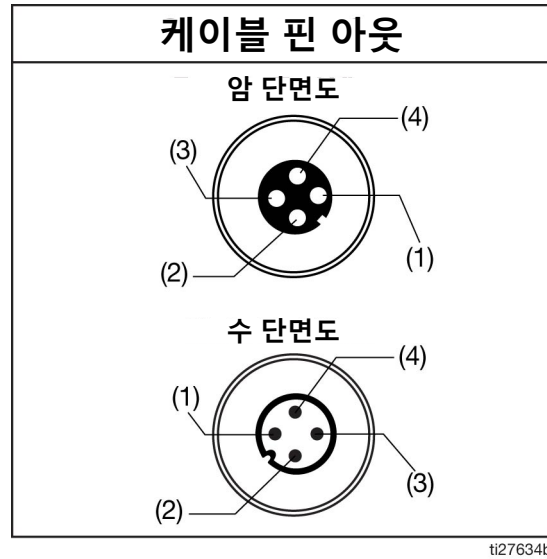 케이블 핀 아웃
암 단면도
(4)
(3)
(1)
(2)
수 단면도
(4)
(1)
(3)
(2)
ti27634b